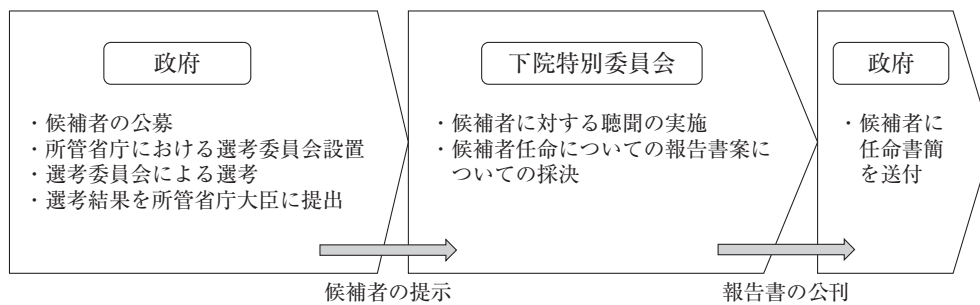 政府
・候補者の公募
・所管省庁における選考委員会設置
・選考委員会による選考
・選考結果を所管省庁大臣に提出
候補者の提示
下院特別委員会
・候補者に対する聴聞の実施
・候補者任命についての報告書案に
ついての採決
報告書の公刊
政府
・候補者に
任命書簡
を送付